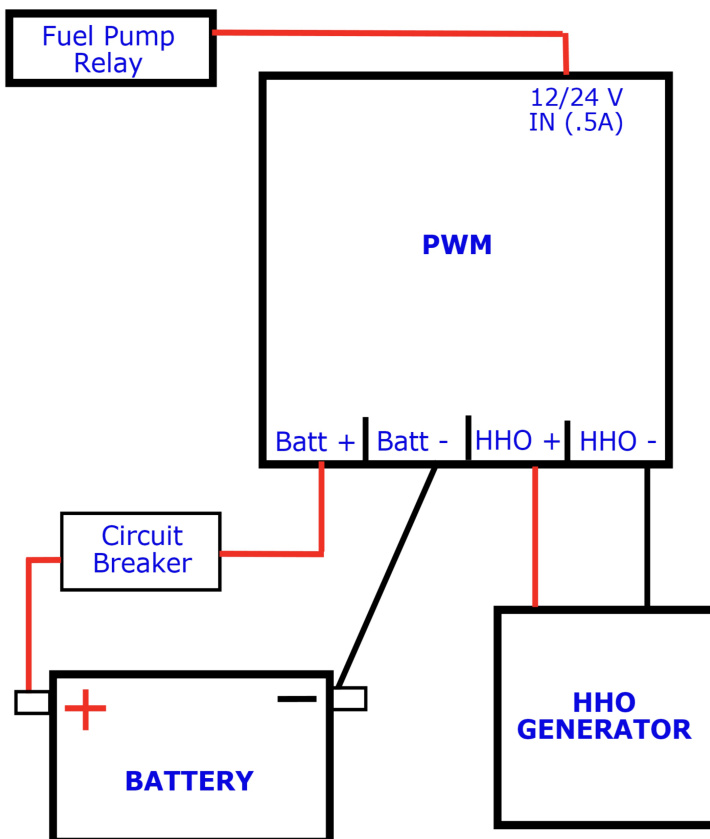 Fuel Pump
Relay
12/24 V
IN (.5A)
PWM
Batt +
Batt -
HHO +
HHO -
Circuit
Breaker
+
−
BATTERY
HHO
GENERATOR